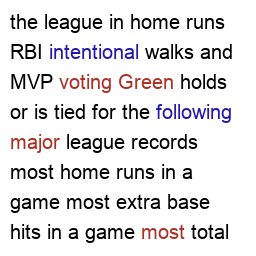 the league in home runs
RBI intentional walks and
MVP voting Green holds
or is tied for the following
major league records
most home runs in a
game most extra base
hits in a game most total